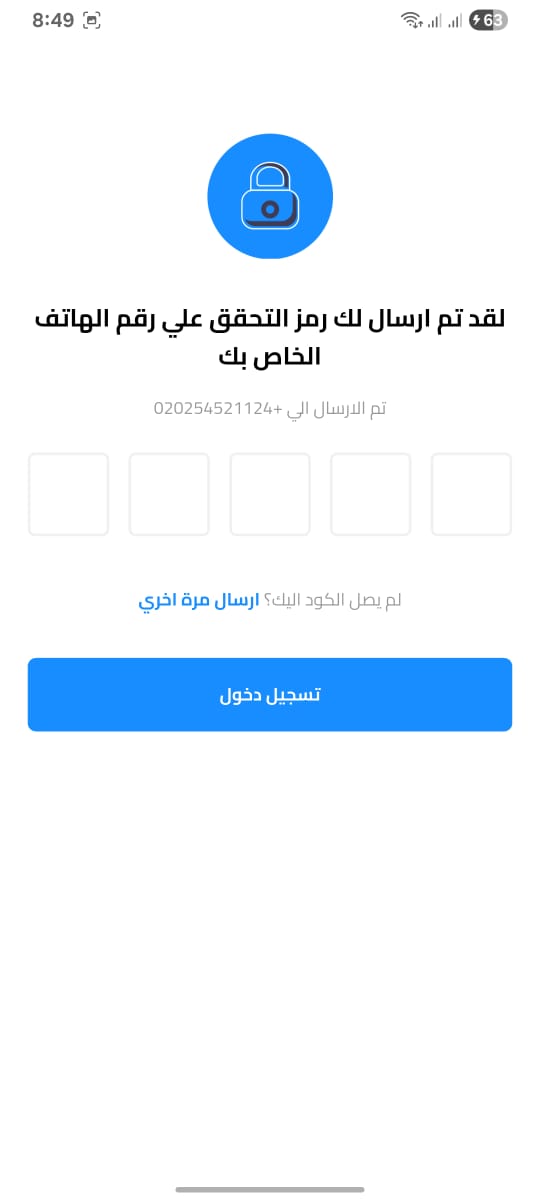 8:49
63
لقد تم ارسال لك رمز التحقق علي رقم الهاتف
الخاص بك
تم الارسال الي +020254521124
لم يصل الكود اليك؟ ارسال مرة اخري
تسجيل دخول